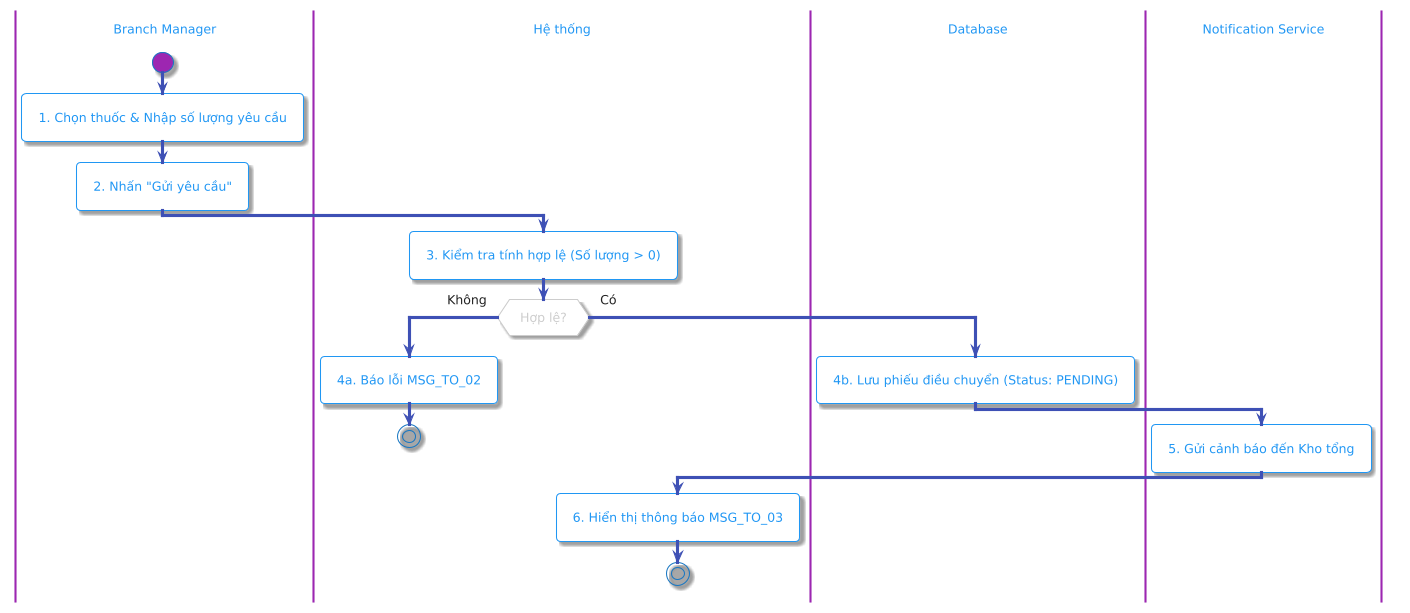 Branch Manager
Hệ thống
Database
Notification Service
1. Chọn thuốc & Nhập số lượng yêu cầu
2. Nhấn "Gửi yêu cầu"
3. Kiểm tra tính hợp lệ (Số lượng > 0)
Không
Hợp lệ?
Có
4a. Báo lỗi MSG_TO_02
4b. Lưu phiếu điều chuyển (Status: PENDING)
5. Gửi cảnh báo đến Kho tổng
6. Hiển thị thông báo MSG_TO_03